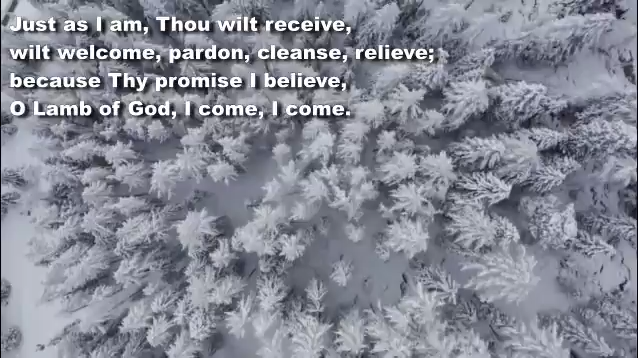 Just as I am, Thou wilt receive,
wilt welcome, pardon, cleanse, relieve;
because Thy promise I believe,
O Lamb of God, I come, I come.